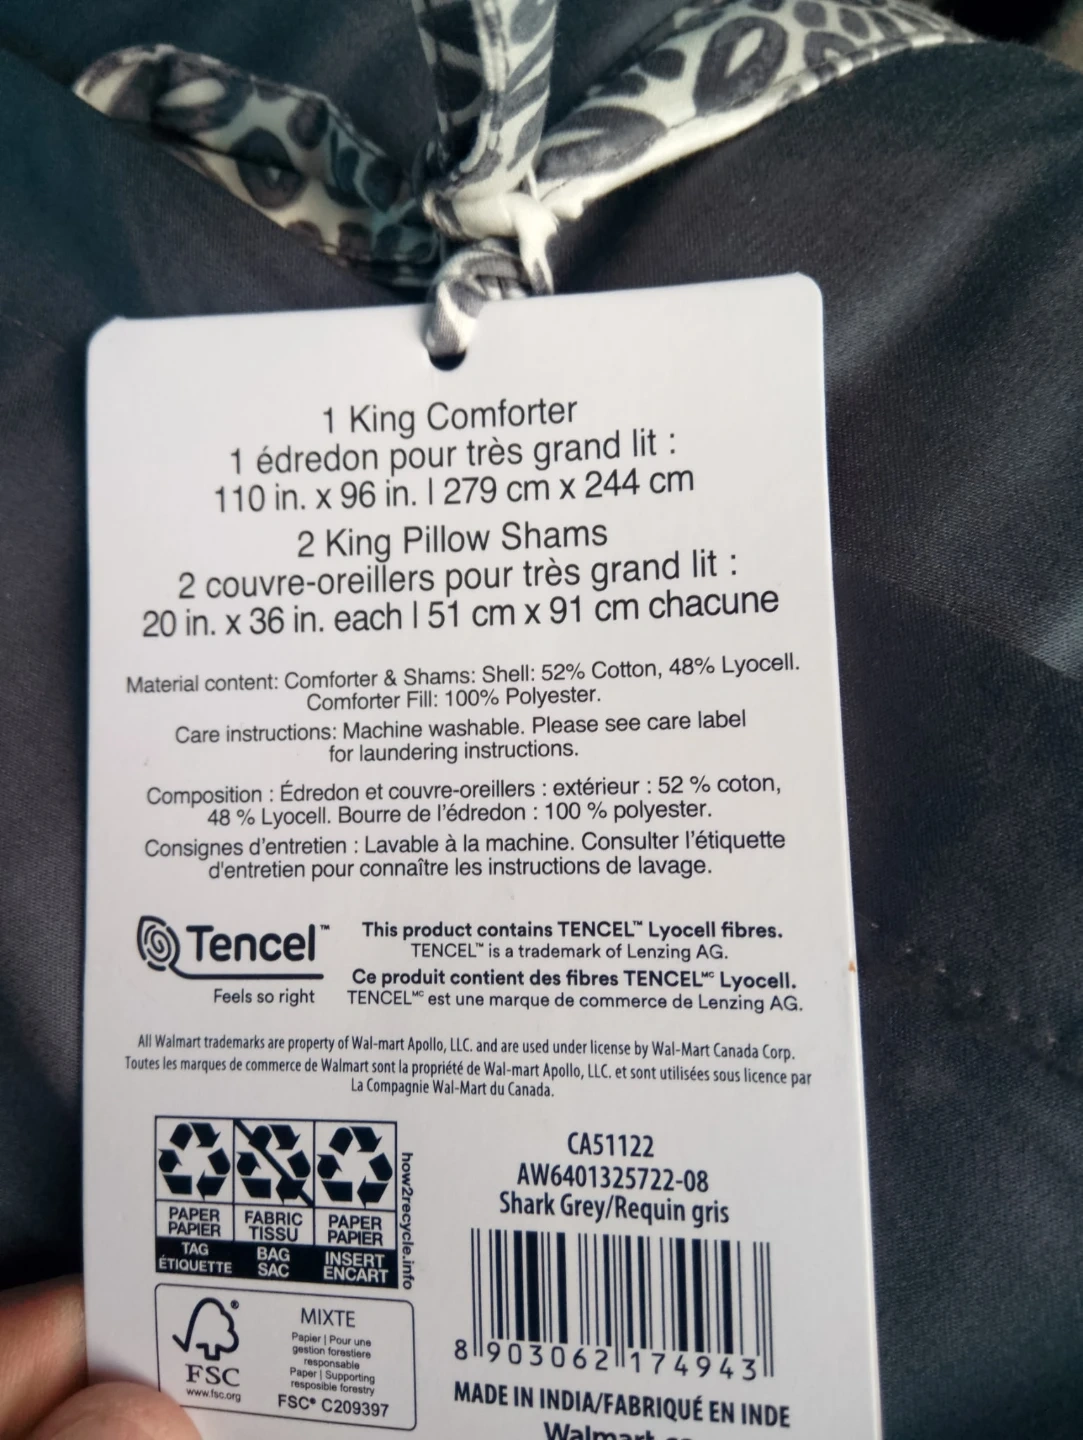 1 King Comforter
1 édredon pour très grand lit :
110 in. x 96 in. | 279 cm x 244 cm
2 King Pillow Shams
2 couvre-oreillers pour très grand lit :
20 in. x 36 in. each | 51 cm x 91 cm chacune
Material content: Comforter & Shams: Shell: 52% Cotton, 48% Lyocell.
Comforter Fill: 100% Polyester.
Care instructions: Machine washable. Please see care label
for laundering instructions.
Composition : Édredon et couvre-oreillers : extérieur : 52 % coton,
48 % Lyocell. Bourre de l'édredon : 100 % polyester.
Consignes d'entretien : Lavable à la machine. Consulter l'étiquette
d'entretien pour connaître les instructions de lavage.
Tencel™
Feels so right
This product contains TENCEL™ Lyocell fibres.
TENCEL™ is a trademark of Lenzing AG.
Ce produit contient des fibres TENCELᴹᶜ Lyocell.
TENCELᴹᶜ est une marque de commerce de Lenzing AG.
All Walmart trademarks are property of Wal-mart Apollo, LLC. and are used under license by Wal-Mart Canada Corp.
Toutes les marques de commerce de Walmart sont la propriété de Wal-mart Apollo, LLC. et sont utilisées sous licence par
La Compagnie Wal-Mart du Canada.
PAPER
PAPIER
TAG
ÉTIQUETTE
FABRIC
TISSU
BAG
SAC
PAPER
PAPIER
INSERT
ENCART
how2recycle.info
CA51122
AW6401325722-08
Shark Grey/Requin gris
8 903062 174943
MADE IN INDIA/FABRIQUÉ EN INDE
FSC®
www.fsc.org
MIXTE
Papier | Pour une
gestion forestiere
responsable
Paper | Supporting
resposible forestry
FSC® C209397